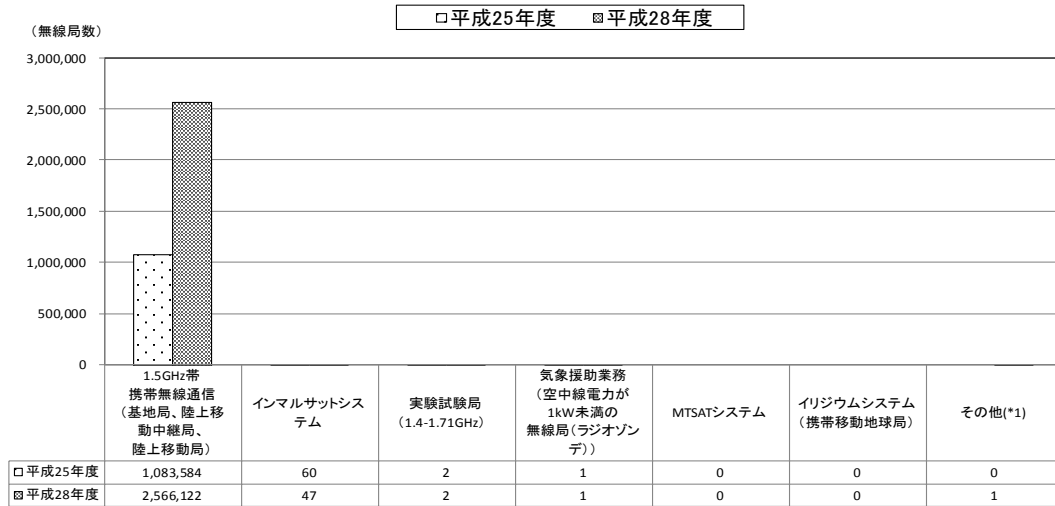 □平成25年度 ▩平成28年度
（無線局数）
3,000,000
2,500,000
2,000,000
1,500,000
1,000,000
500,000
0
1.5GHz帯
携帯無線通信
（基地局、陸上移
動中継局、
陸上移動局）
インマルサットシス
テム
実験試験局
（1.4-1.71GHz）
気象援助業務
（空中線電力が
1kW未満の
無線局（ラジオゾン
デ））
MTSATシステム
イリジウムシステム
（携帯移動地球局）
その他(*1)
□平成25年度 1,083,584 60 2 1 0 0 0
▩平成28年度 2,566,122 47 2 1 0 0 1